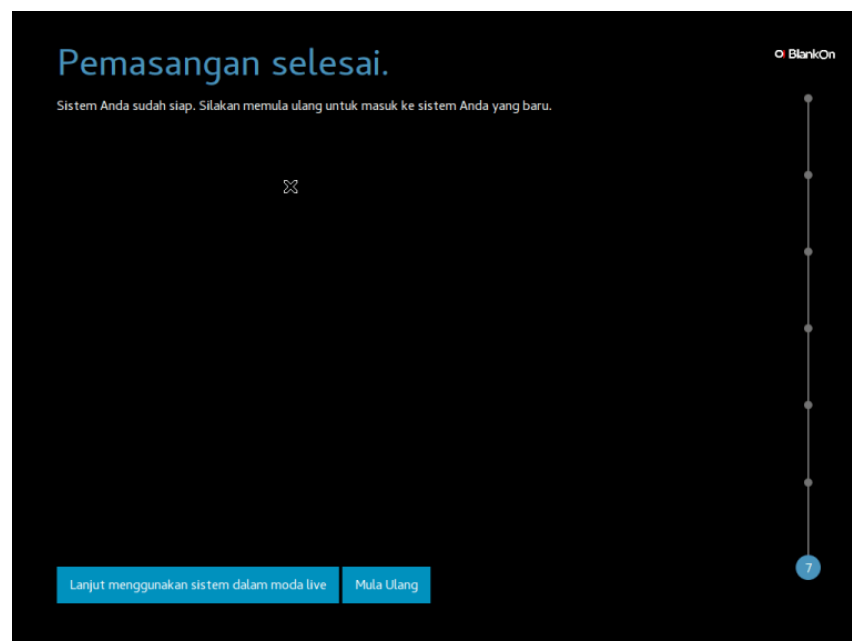 Pemasangan selesai.
BlankOn
Sistem Anda sudah siap. Silakan memula ulang untuk masuk ke sistem Anda yang baru.
Lanjut menggunakan sistem dalam moda live
Mula Ulang
7